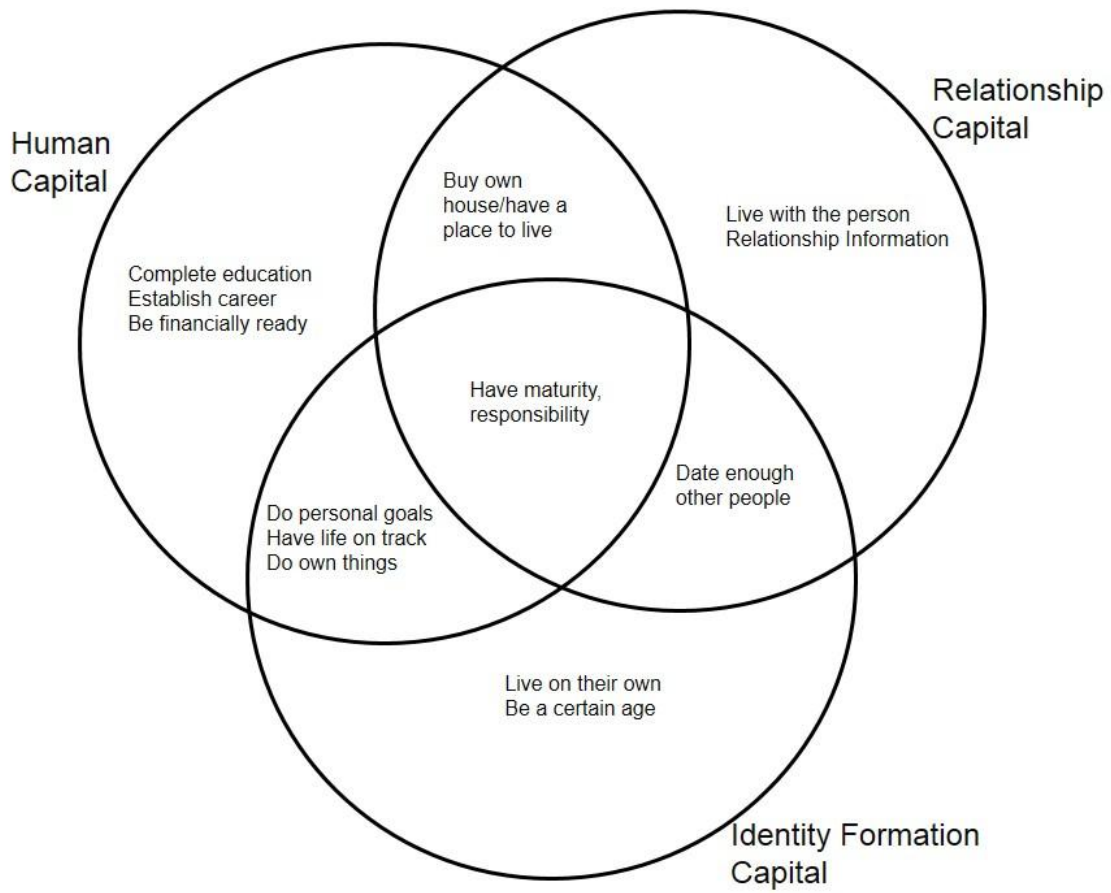 Relationship
Capital
Human
Capital
Buy own
house/have a
place to live
Live with the person
Relationship Information
Complete education
Establish career
Be financially ready
Have maturity,
responsibility
Date enough
other people
Do personal goals
Have life on track
Do own things
Live on their own
Be a certain age
Identity Formation
Capital